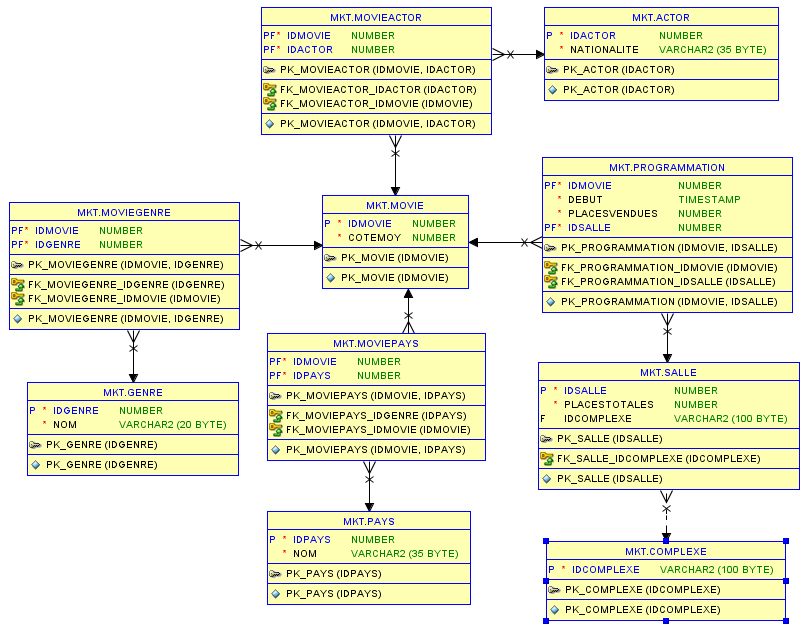 MKT.MOVIEACTOR
PF* IDMOVIE NUMBER
PF* IDACTOR NUMBER
PK_MOVIEACTOR (IDMOVIE, IDACTOR)
FK_MOVIEACTOR_IDACTOR (IDACTOR)
FK_MOVIEACTOR_IDMOVIE (IDMOVIE)
PK_MOVIEACTOR (IDMOVIE, IDACTOR)
MKT.ACTOR
P * IDACTOR NUMBER
* NATIONALITE VARCHAR2 (35 BYTE)
PK_ACTOR (IDACTOR)
PK_ACTOR (IDACTOR)
MKT.MOVIEGENRE
PF* IDMOVIE NUMBER
PF* IDGENRE NUMBER
PK_MOVIEGENRE (IDMOVIE, IDGENRE)
FK_MOVIEGENRE_IDGENRE (IDGENRE)
FK_MOVIEGENRE_IDMOVIE (IDMOVIE)
PK_MOVIEGENRE (IDMOVIE, IDGENRE)
MKT.MOVIE
P * IDMOVIE NUMBER
* COTEMOY NUMBER
PK_MOVIE (IDMOVIE)
PK_MOVIE (IDMOVIE)
MKT.PROGRAMMATION
PF* IDMOVIE NUMBER
* DEBUT TIMESTAMP
* PLACESVENDUES NUMBER
PF* IDSALLE NUMBER
PK_PROGRAMMATION (IDMOVIE, IDSALLE)
FK_PROGRAMMATION_IDMOVIE (IDMOVIE)
FK_PROGRAMMATION_IDSALLE (IDSALLE)
PK_PROGRAMMATION (IDMOVIE, IDSALLE)
MKT.GENRE
P * IDGENRE NUMBER
* NOM VARCHAR2 (20 BYTE)
PK_GENRE (IDGENRE)
PK_GENRE (IDGENRE)
MKT.MOVIEPAYS
PF* IDMOVIE NUMBER
PF* IDPAYS NUMBER
PK_MOVIEPAYS (IDMOVIE, IDPAYS)
FK_MOVIEPAYS_IDGENRE (IDPAYS)
FK_MOVIEPAYS_IDMOVIE (IDMOVIE)
PK_MOVIEPAYS (IDMOVIE, IDPAYS)
MKT.SALLE
P * IDSALLE NUMBER
* PLACESTOTALES NUMBER
F IDCOMPLEXE VARCHAR2 (100 BYTE)
PK_SALLE (IDSALLE)
FK_SALLE_IDCOMPLEXE (IDCOMPLEXE)
PK_SALLE (IDSALLE)
MKT.PAYS
P * IDPAYS NUMBER
* NOM VARCHAR2 (35 BYTE)
PK_PAYS (IDPAYS)
PK_PAYS (IDPAYS)
MKT.COMPLEXE
P * IDCOMPLEXE VARCHAR2 (100 BYTE)
PK_COMPLEXE (IDCOMPLEXE)
PK_COMPLEXE (IDCOMPLEXE)